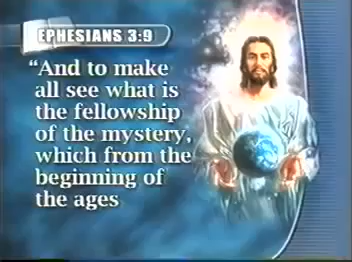 EPHESIANS 3:9
“And to make
all see what is
the fellowship
of the mystery,
which from the
beginning of
the ages